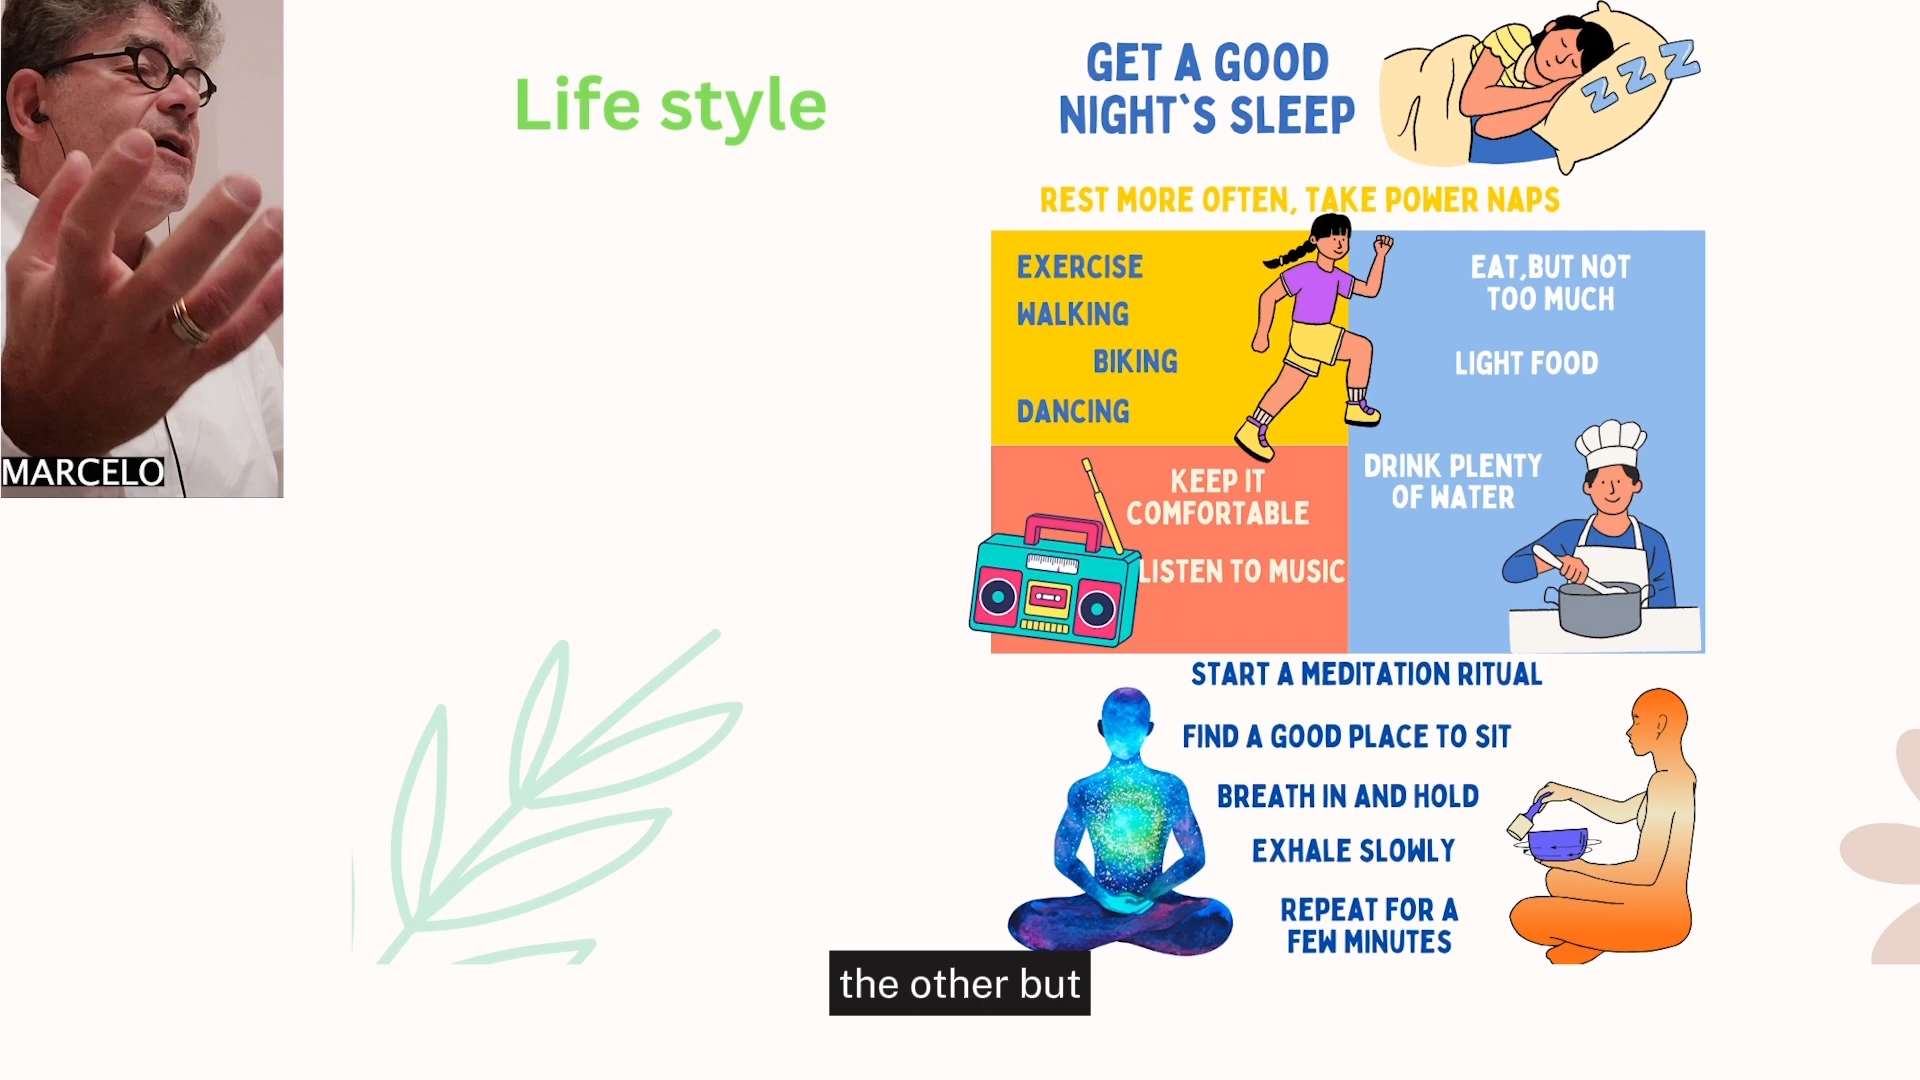 MARCELO
Life style
GET A GOOD
NIGHT`S SLEEP
ZZZ
REST MORE OFTEN, TAKE POWER NAPS
EXERCISE
WALKING
BIKING
DANCING
EAT,BUT NOT
TOO MUCH
LIGHT FOOD
DRINK PLENTY
OF WATER
KEEP IT
COMFORTABLE
LISTEN TO MUSIC
START A MEDITATION RITUAL
FIND A GOOD PLACE TO SIT
BREATH IN AND HOLD
EXHALE SLOWLY
REPEAT FOR A
FEW MINUTES
the other but